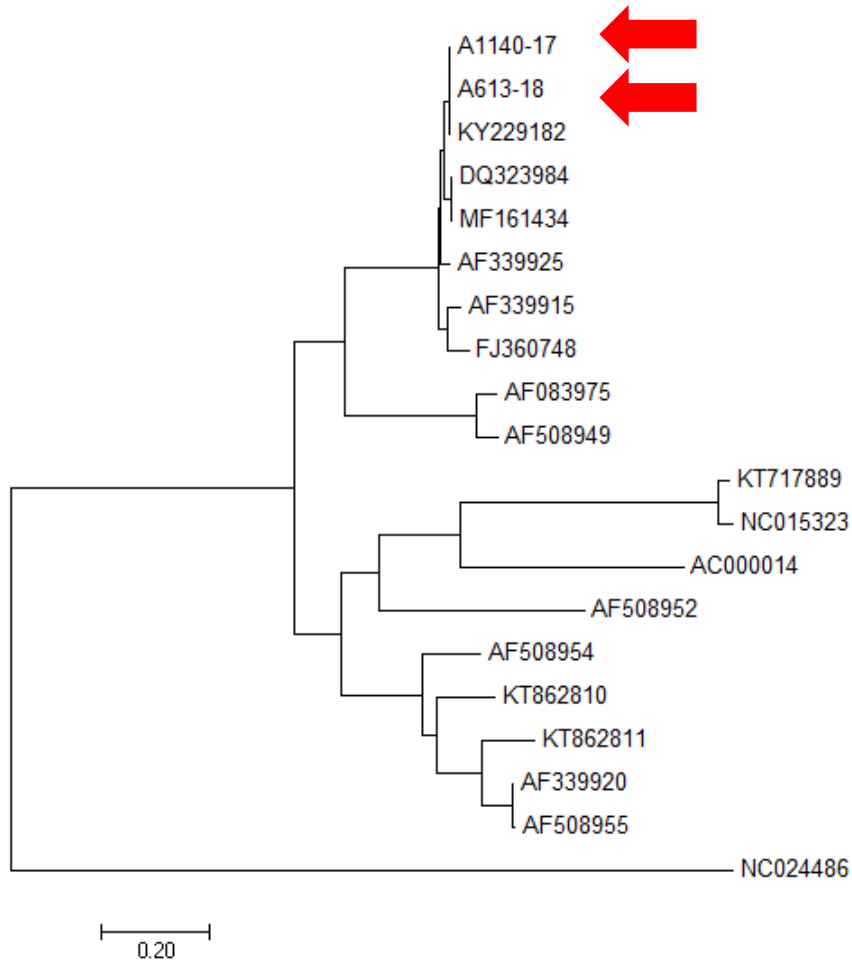 A1140-17
A613-18
KY229182
DQ323984
MF161434
AF339925
AF339915
FJ360748
AF083975
AF508949
KT717889
NC015323
AC000014
AF508952
AF508954
KT862810
KT862811
AF339920
AF508955
NC024486
0.20